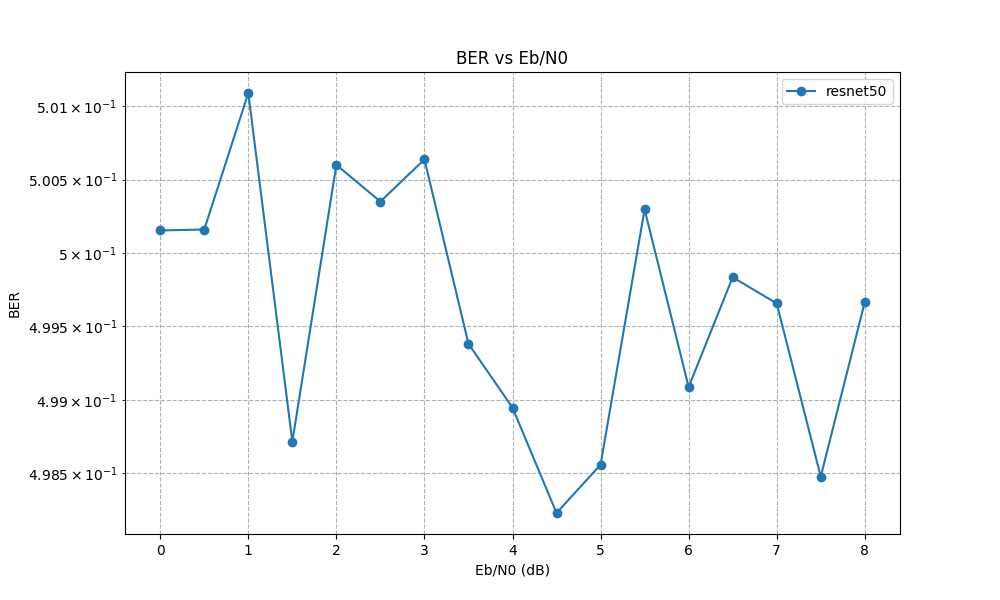 BER vs Eb/N0
resnet50
5.01 × 10⁻¹
5.005 × 10⁻¹
5 × 10⁻¹
4.995 × 10⁻¹
4.99 × 10⁻¹
4.985 × 10⁻¹
BER
0 1 2 3 4 5 6 7 8
Eb/N0 (dB)